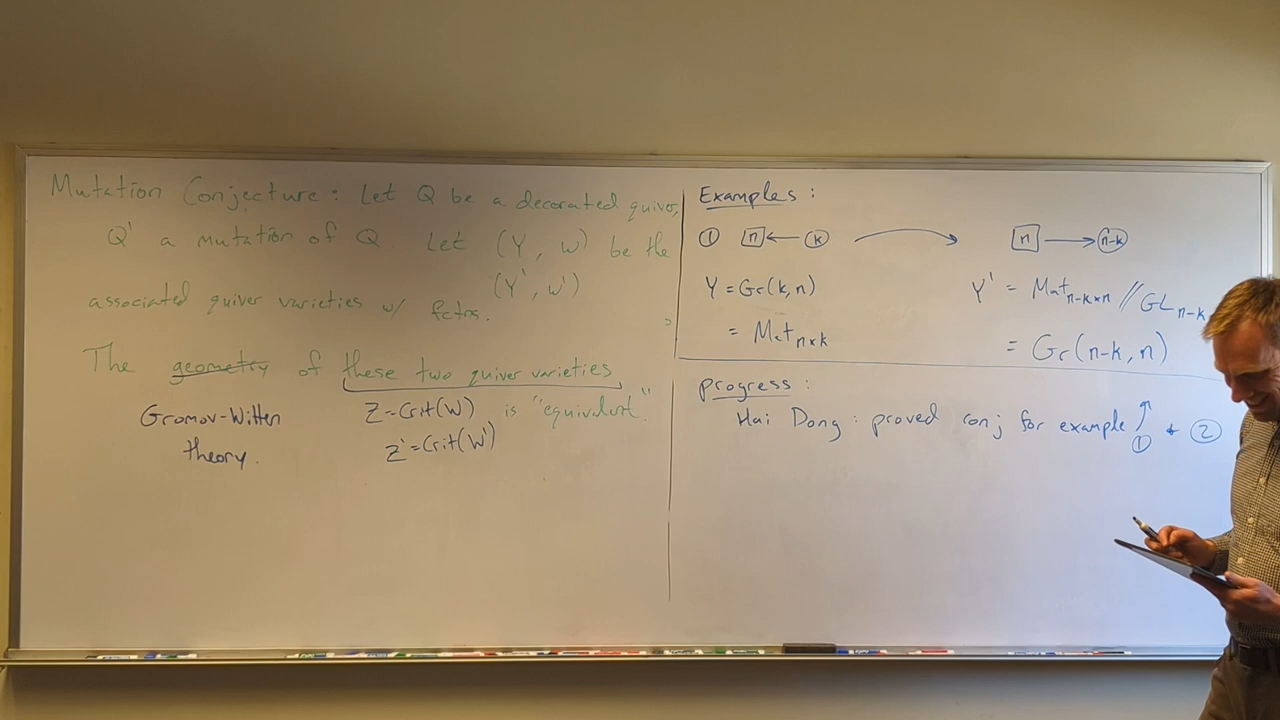 Mutation Conjecture: Let Q be a decorated quiver,
Q' a mutation of Q Let (Y, W) be the
(Y', W')
associated quiver varieties w/ fctns.
The geometry of these two quiver varieties
Gromov-Witten
theory.
Z=Crit(W) is "equivalent."
Z'=Crit(W')
Examples:
① n ← k → n → n-k
Y = Gr(k,n)
= Mat n×k
Y' = Mat n-k×n // GL n-k
= Gr(n-k, n)
progress:
Hai Dong: proved conj for example ① + ②